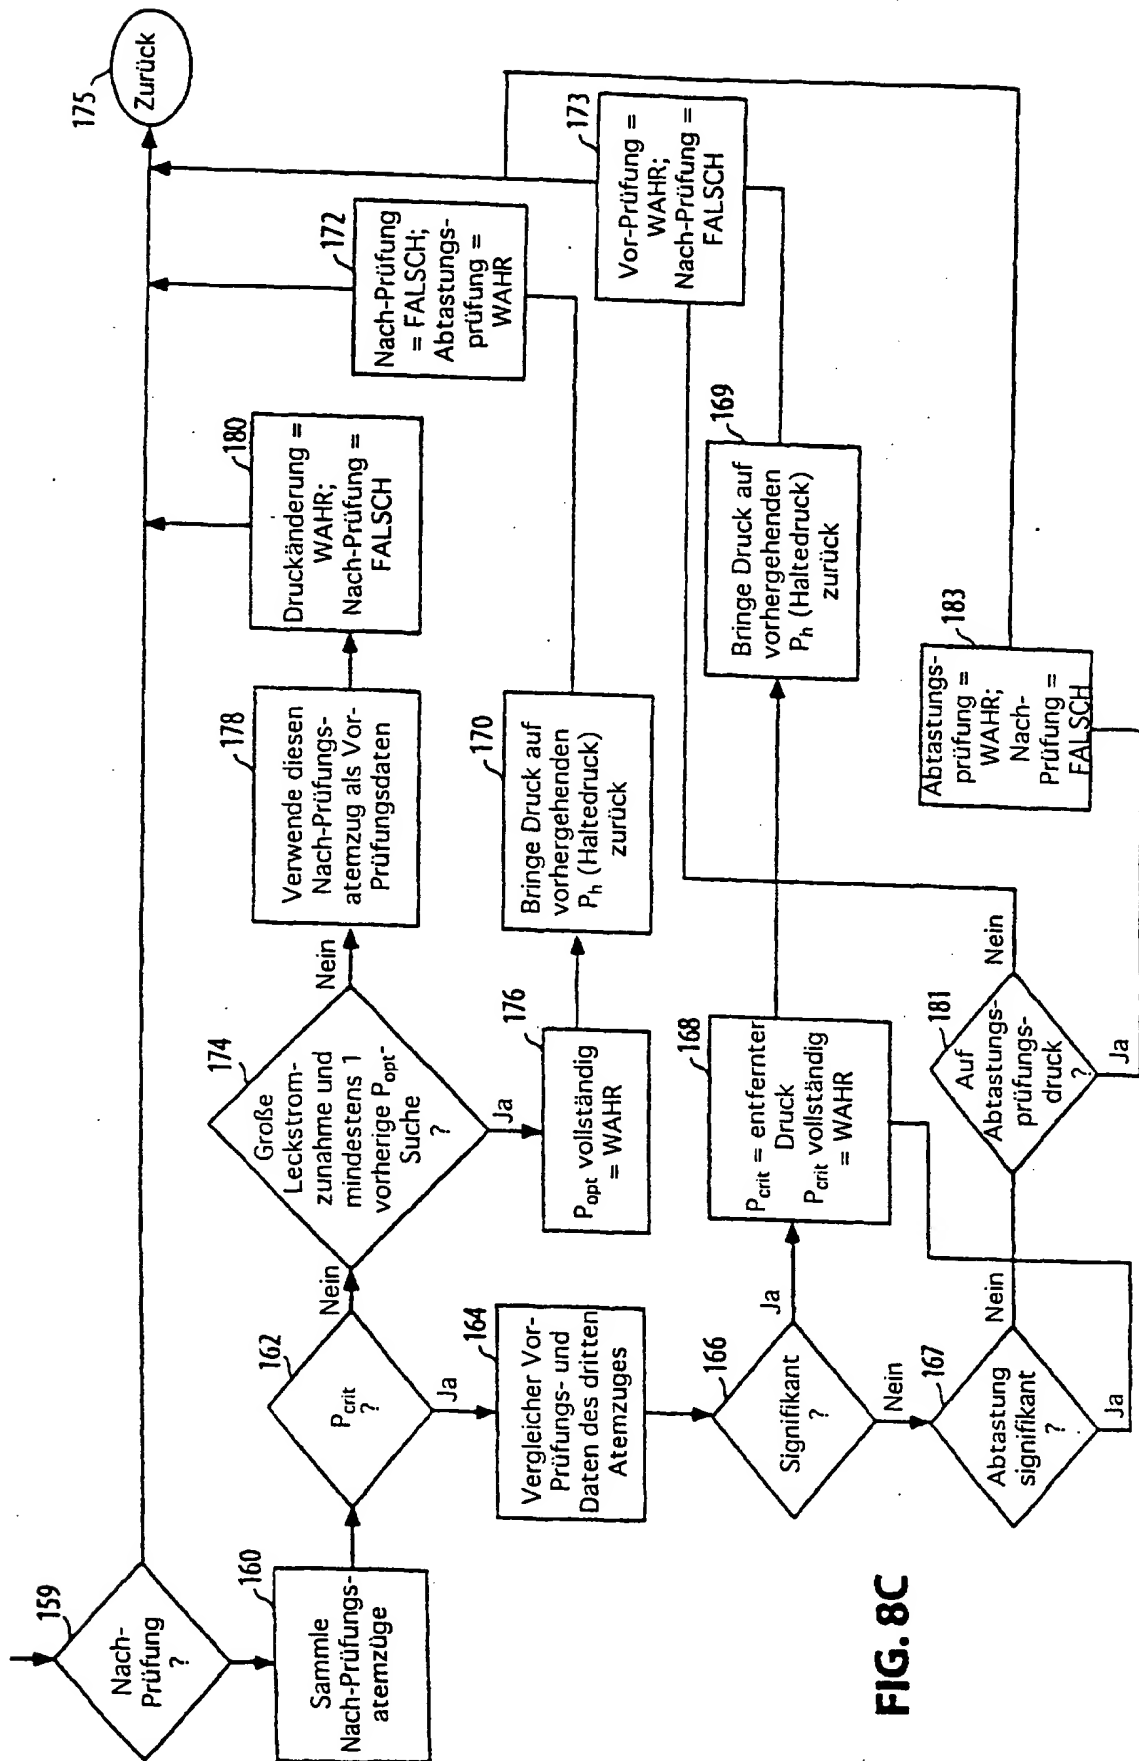 159
Nach-
Prüfung
?
175
Zurück
160
Sammle
Nach-Prüfungs-
atemzüge
162
P_crit
?
Nein
Ja
174
Große
Leckstrom-
zunahme und
mindestens 1
vorherige P_opt-
Suche
?
Nein
Ja
178
Verwende diesen
Nach-Prüfungs-
atemzug als Vor-
Prüfungsdaten
180
Druckänderung =
WAHR;
Nach-Prüfung =
FALSCH
176
P_opt vollständig
= WAHR
170
Bringe Druck auf
vorhergehenden
P_h (Haltedruck)
zurück
172
Nach-Prüfung
= FALSCH;
Abtastungs-
prüfung =
WAHR
164
Vergleicher Vor-
Prüfungs- und
Daten des dritten
Atemzuges
166
Signifikant
?
Ja
Nein
168
P_crit = entfernter
Druck
P_crit vollständig
= WAHR
169
Bringe Druck auf
vorhergehenden
P_h (Haltedruck)
zurück
173
Vor-Prüfung =
WAHR;
Nach-Prüfung =
FALSCH
167
Abtastung
signifikant
?
Nein
Ja
181
Auf
Abtastungs-
prüfungs-
druck
?
Nein
Ja
183
Abtastungs-
prüfung =
WAHR; Nach-
Prüfung =
FALSCH
FIG. 8C